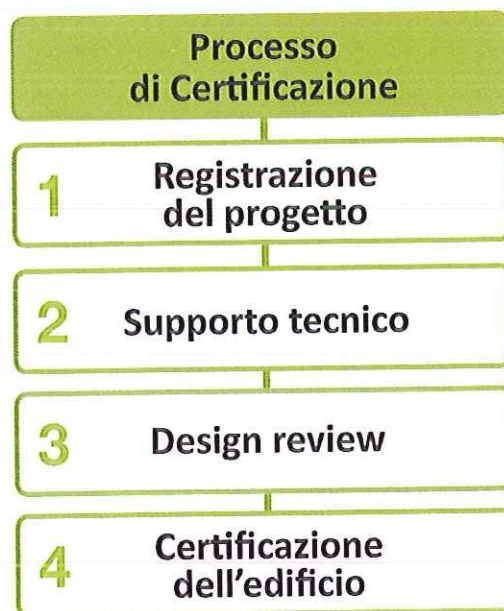 Processo
di Certificazione
1 Registrazione
del progetto
2 Supporto tecnico
3 Design review
4 Certificazione
dell'edificio